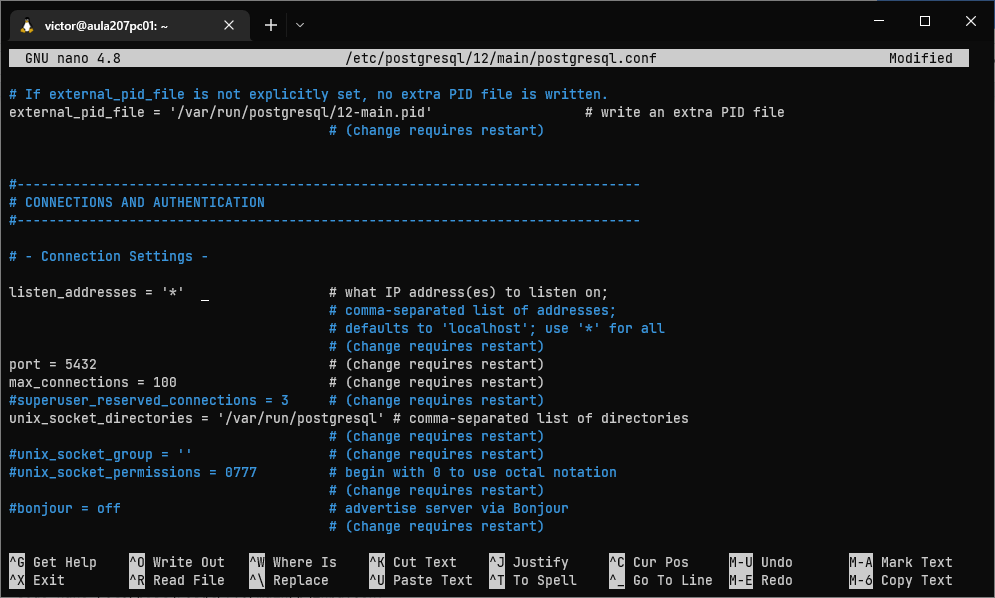 victor@aula207pc01: ~
GNU nano 4.8 /etc/postgresql/12/main/postgresql.conf Modified
# If external_pid_file is not explicitly set, no extra PID file is written.
external_pid_file = '/var/run/postgresql/12-main.pid' # write an extra PID file
# (change requires restart)
#------------------------------------------------------------------------------
# CONNECTIONS AND AUTHENTICATION
#------------------------------------------------------------------------------
# - Connection Settings -
listen_addresses = '*' # what IP address(es) to listen on;
# comma-separated list of addresses;
# defaults to 'localhost'; use '*' for all
# (change requires restart)
port = 5432 # (change requires restart)
max_connections = 100 # (change requires restart)
#superuser_reserved_connections = 3 # (change requires restart)
unix_socket_directories = '/var/run/postgresql' # comma-separated list of directories
# (change requires restart)
#unix_socket_group = '' # (change requires restart)
#unix_socket_permissions = 0777 # begin with 0 to use octal notation
# (change requires restart)
#bonjour = off # advertise server via Bonjour
# (change requires restart)
^G Get Help ^O Write Out ^W Where Is ^K Cut Text ^J Justify ^C Cur Pos M-U Undo M-A Mark Text
^X Exit ^R Read File ^\ Replace ^U Paste Text ^T To Spell ^_ Go To Line M-E Redo M-6 Copy Text